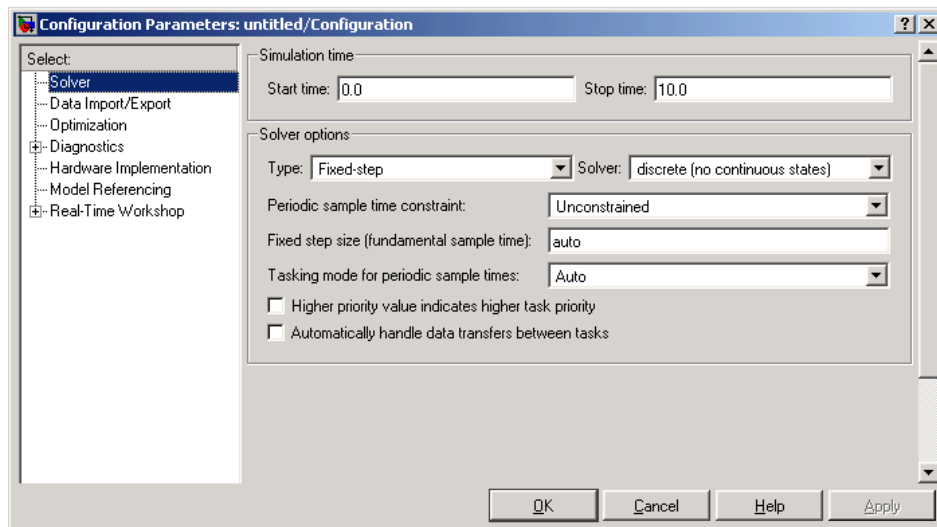 Configuration Parameters: untitled/Configuration
Select:
Solver
Data Import/Export
Optimization
Diagnostics
Hardware Implementation
Model Referencing
Real-Time Workshop
Simulation time
Start time: 0.0 Stop time: 10.0
Solver options
Type: Fixed-step Solver: discrete (no continuous states)
Periodic sample time constraint: Unconstrained
Fixed step size (fundamental sample time): auto
Tasking mode for periodic sample times: Auto
Higher priority value indicates higher task priority
Automatically handle data transfers between tasks
OK Cancel Help Apply